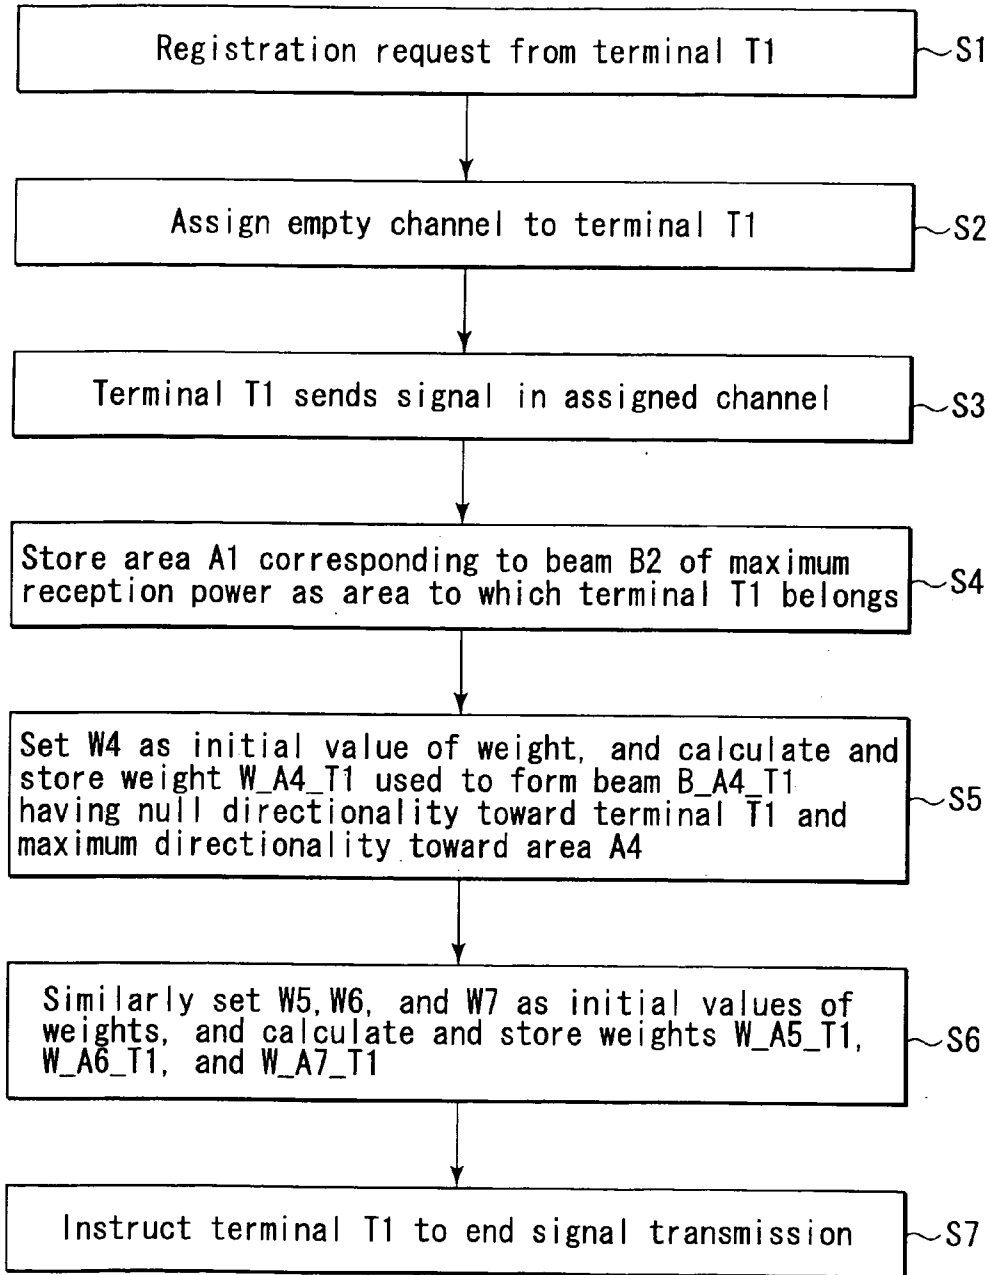 Registration request from terminal T1
S1
Assign empty channel to terminal T1
S2
Terminal T1 sends signal in assigned channel
S3
Store area A1 corresponding to beam B2 of maximum
reception power as area to which terminal T1 belongs
S4
Set W4 as initial value of weight, and calculate and
store weight W_A4_T1 used to form beam B_A4_T1
having null directionality toward terminal T1 and
maximum directionality toward area A4
S5
Similarly set W5, W6, and W7 as initial values of
weights, and calculate and store weights W_A5_T1,
W_A6_T1, and W_A7_T1
S6
Instruct terminal T1 to end signal transmission
S7